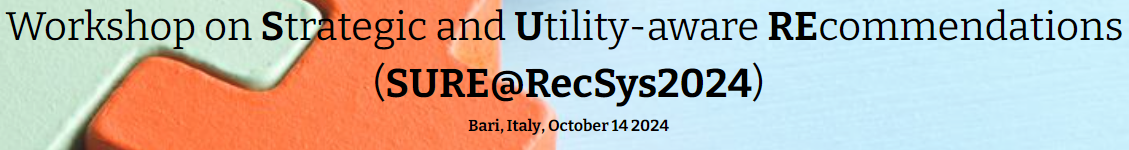 Workshop on Strategic and Utility-aware REcommendations
(SURE@RecSys2024)
Bari, Italy, October 14 2024